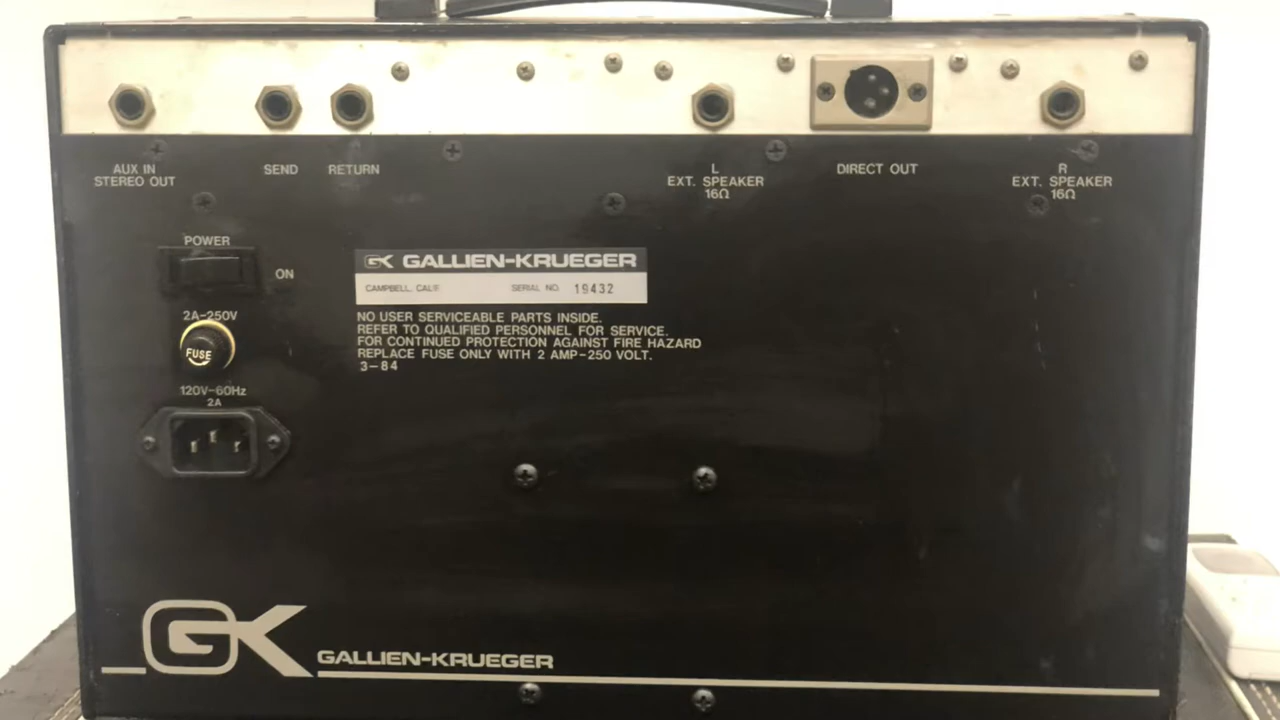 AUX IN
STEREO OUT
SEND
RETURN
L
EXT. SPEAKER
16Ω
DIRECT OUT
R
EXT. SPEAKER
16Ω
POWER
ON
2A-250V
FUSE
120V-60Hz
2A
GK GALLIEN-KRUEGER
CAMPBELL, CALIF. SERIAL NO. 19432
NO USER SERVICEABLE PARTS INSIDE.
REFER TO QUALIFIED PERSONNEL FOR SERVICE.
FOR CONTINUED PROTECTION AGAINST FIRE HAZARD
REPLACE FUSE ONLY WITH 2 AMP-250 VOLT.
3-84
GK GALLIEN-KRUEGER